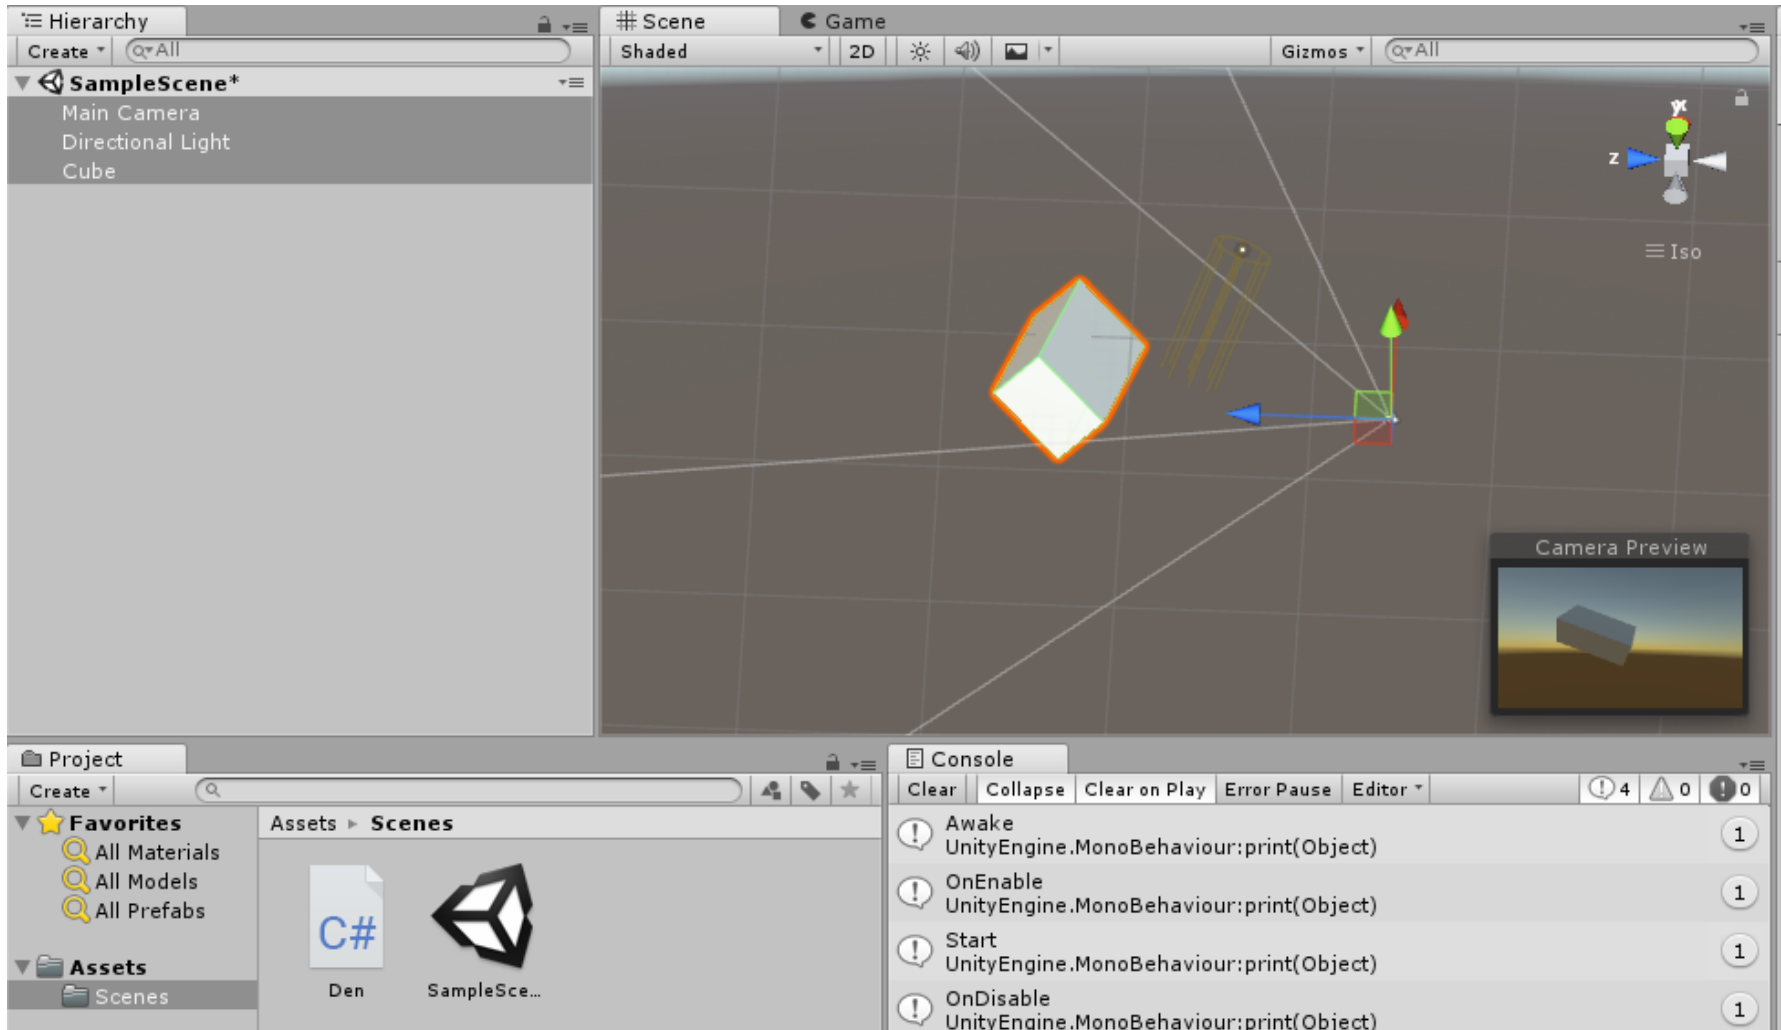 Hierarchy
Create All
SampleScene*
Main Camera
Directional Light
Cube
Scene Game
Shaded 2D Gizmos All
y
z
Iso
Camera Preview
Project
Create
Favorites
All Materials
All Models
All Prefabs
Assets
Scenes
Assets Scenes
C#
Den SampleSce...
Console
Clear Collapse Clear on Play Error Pause Editor 4 0 0
Awake
UnityEngine.MonoBehaviour:print(Object) 1
OnEnable
UnityEngine.MonoBehaviour:print(Object) 1
Start
UnityEngine.MonoBehaviour:print(Object) 1
OnDisable
UnityEngine.MonoBehaviour:print(Object) 1